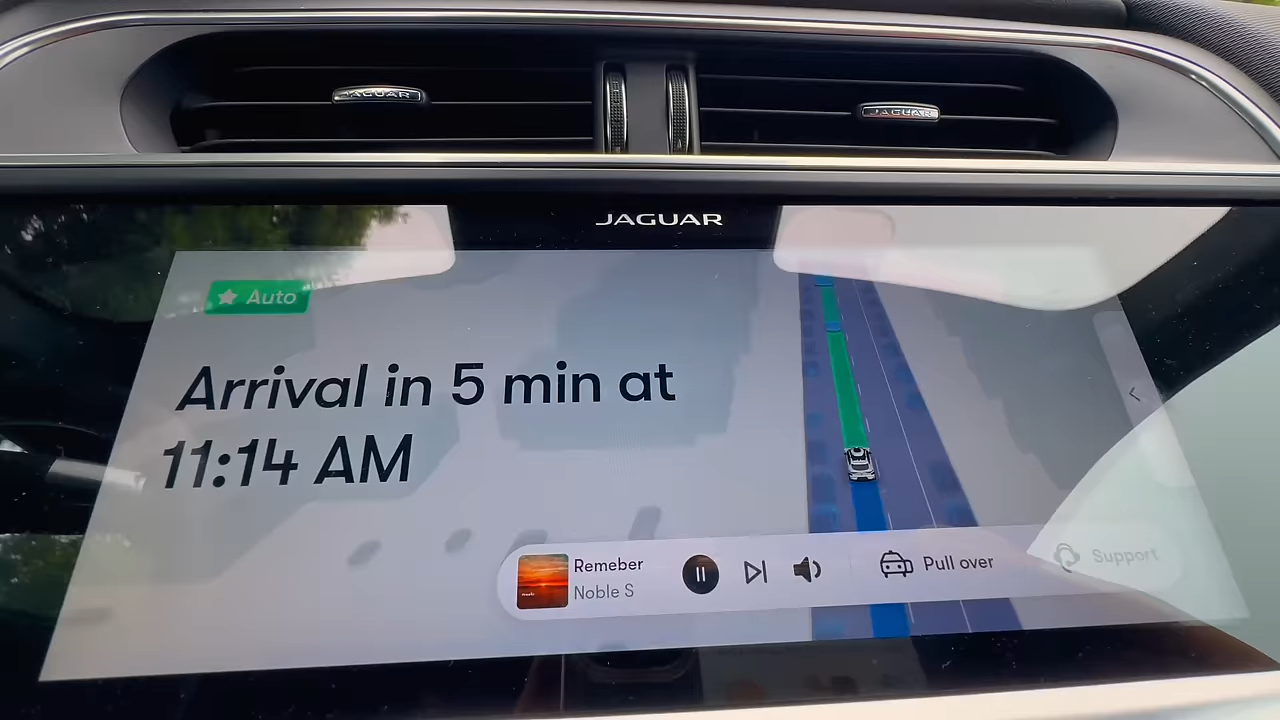 JAGUAR
JAGUAR
JAGUAR
Auto
Arrival in 5 min at
11:14 AM
Remeber
Noble S
Pull over
Support